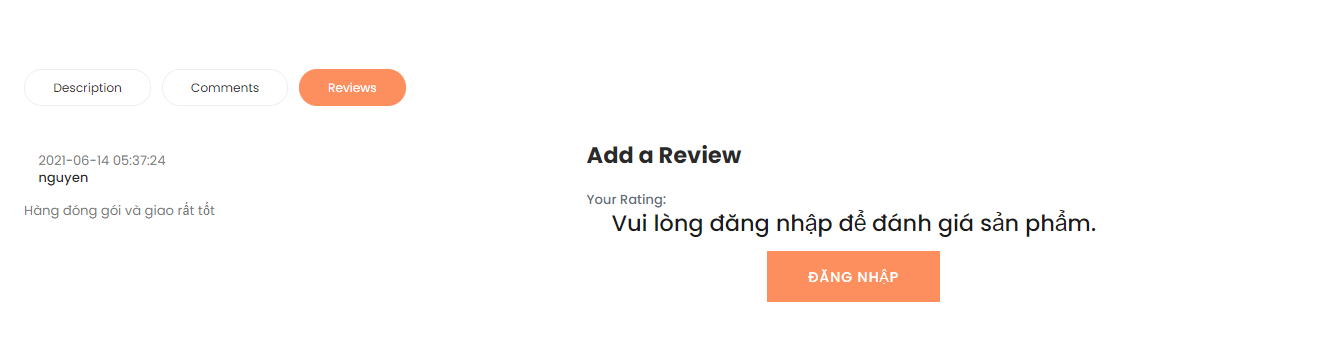 Description
Comments
Reviews
2021-06-14 05:37:24
nguyen
Hàng đóng gói và giao rất tốt
Add a Review
Your Rating:
Vui lòng đăng nhập để đánh giá sản phẩm.
ĐĂNG NHẬP